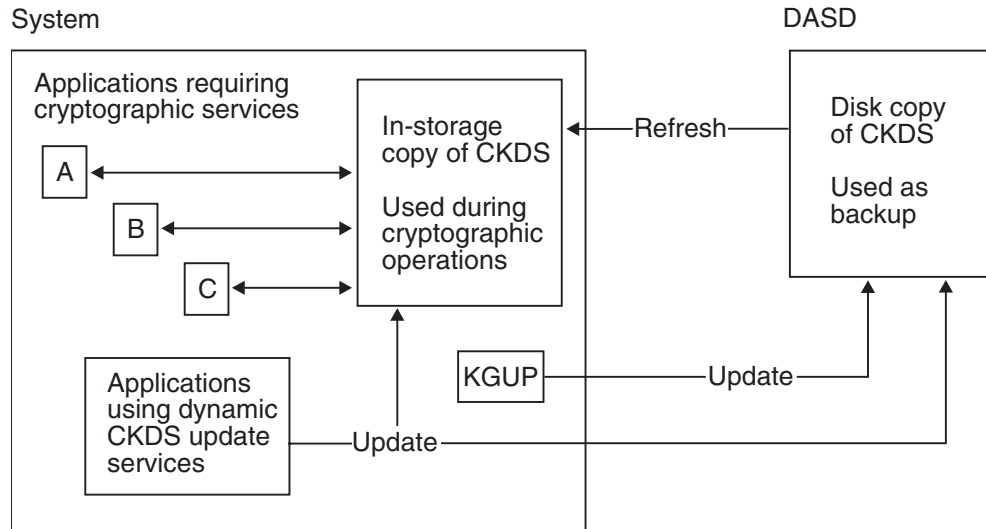 System
DASD
Applications requiring
cryptographic services
In-storage
copy of CKDS
Used during
cryptographic
operations
Refresh
Disk copy
of CKDS
Used as
backup
A
B
C
KGUP
Update
Applications
using dynamic
CKDS update
services
Update